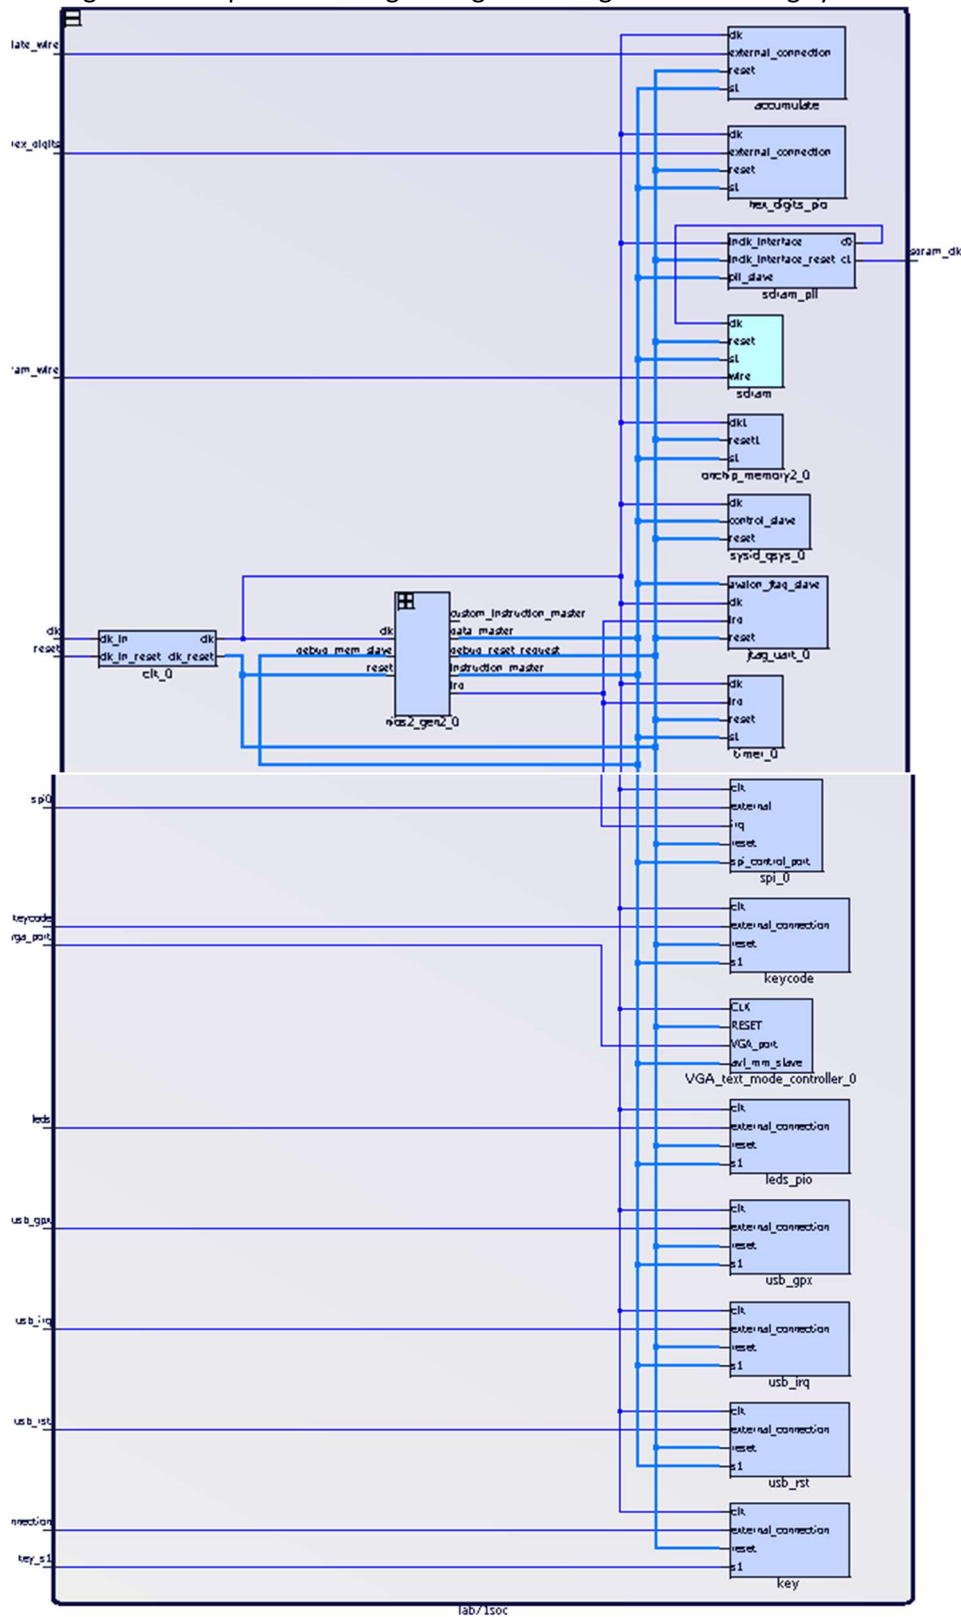 clk
external_connection
reset
s1
accumulate
hex_digits
clk
external_connection
reset
s1
hex_digits_pio
inclk_interface c0
inclk_interface_reset c1
pll_slave
sdram_pll
sdram_clk
clk
reset
s1
wire
sdram
clk1
reset1
s1
onchip_memory2_0
clk
control_slave
reset
sysid_qsys_0
avalon_jtag_slave
clk
irq
reset
jtag_uart_0
clk
reset
clk_in clk
clk_in_reset clk_reset
clk_0
custom_instruction_master
clk data_master
debug_mem_slave debug_reset_request
reset instruction_master
irq
nios2_gen2_0
clk
irq
reset
s1
timer_0
spi0
clk
external
irq
reset
spi_control_port
spi_0
keycode
clk
external_connection
reset
s1
keycode
vga_port
CLK
RESET
VGA_port
avl_mm_slave
VGA_text_mode_controller_0
leds
clk
external_connection
reset
s1
leds_pio
usb_gpx
clk
external_connection
reset
s1
usb_gpx
usb_irq
clk
external_connection
reset
s1
usb_irq
usb_rst
clk
external_connection
reset
s1
usb_rst
key_s1
clk
external_connection
reset
s1
key
lab71soc